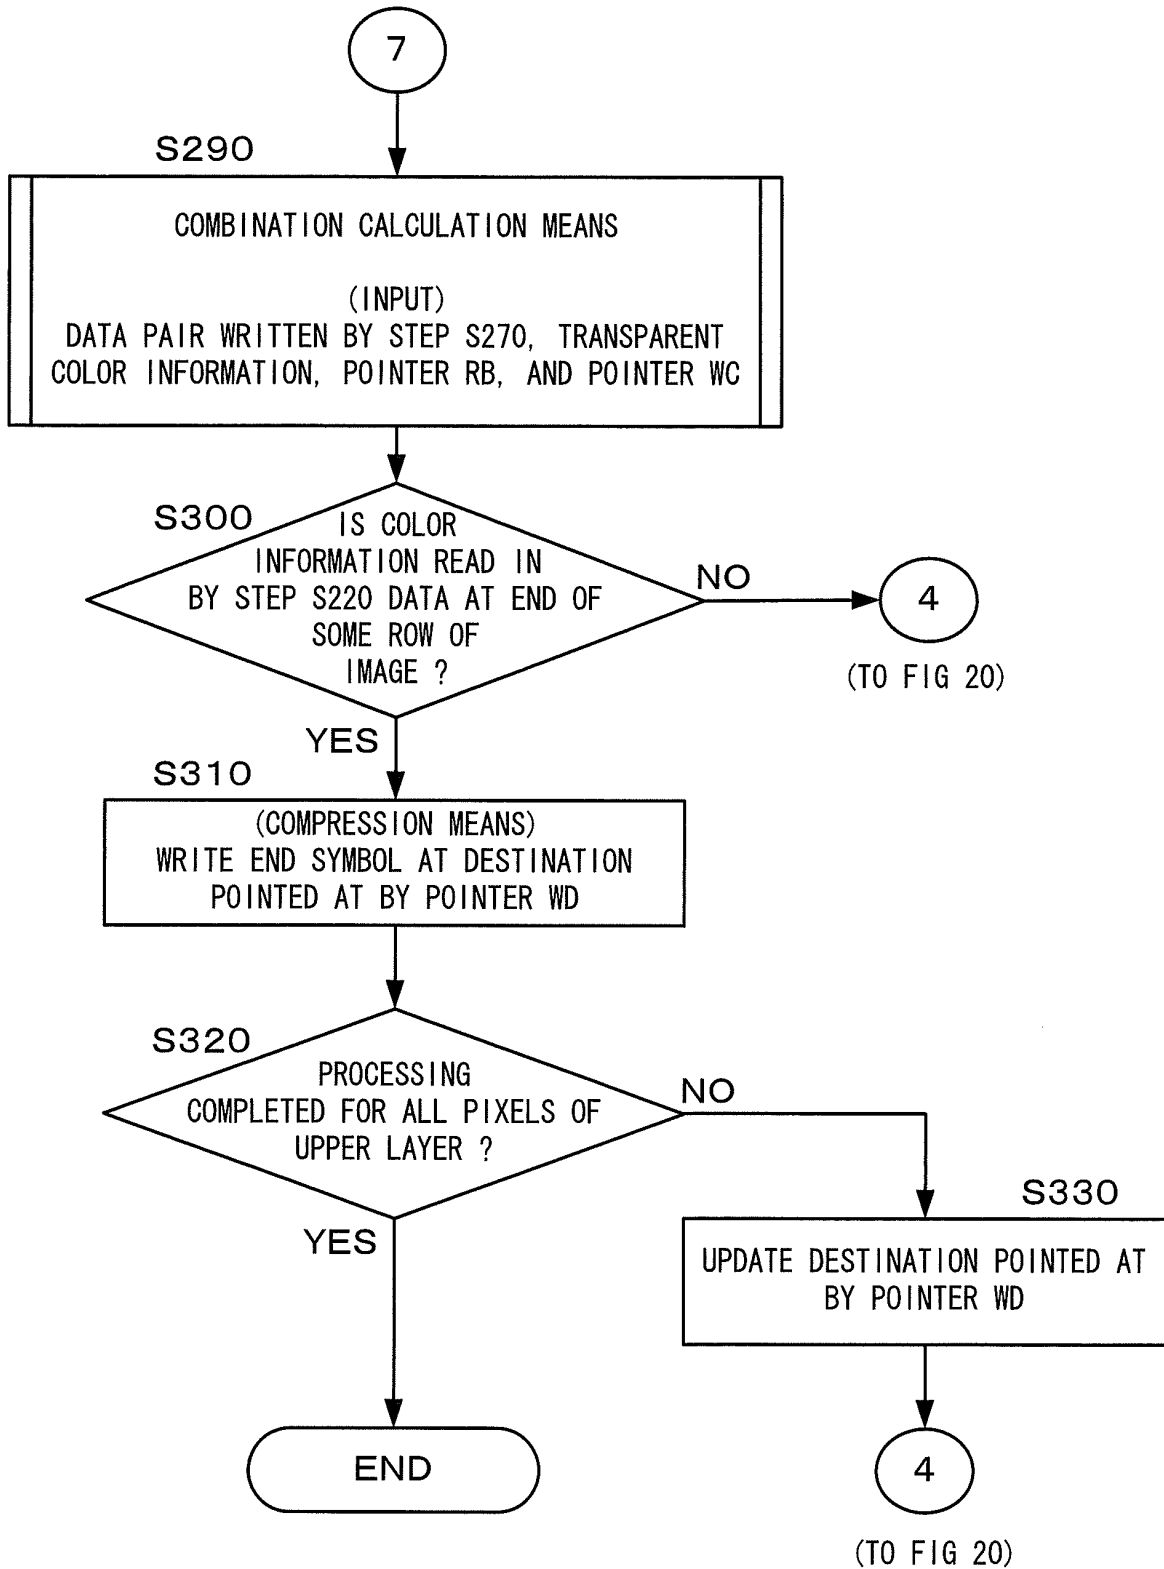 7
S290
COMBINATION CALCULATION MEANS
(INPUT)
DATA PAIR WRITTEN BY STEP S270, TRANSPARENT
COLOR INFORMATION, POINTER RB, AND POINTER WC
S300
IS COLOR
INFORMATION READ IN
BY STEP S220 DATA AT END OF
SOME ROW OF
IMAGE ?
NO
4
(TO FIG 20)
YES
S310
(COMPRESSION MEANS)
WRITE END SYMBOL AT DESTINATION
POINTED AT BY POINTER WD
S320
PROCESSING
COMPLETED FOR ALL PIXELS OF
UPPER LAYER ?
NO
YES
S330
UPDATE DESTINATION POINTED AT
BY POINTER WD
END
4
(TO FIG 20)